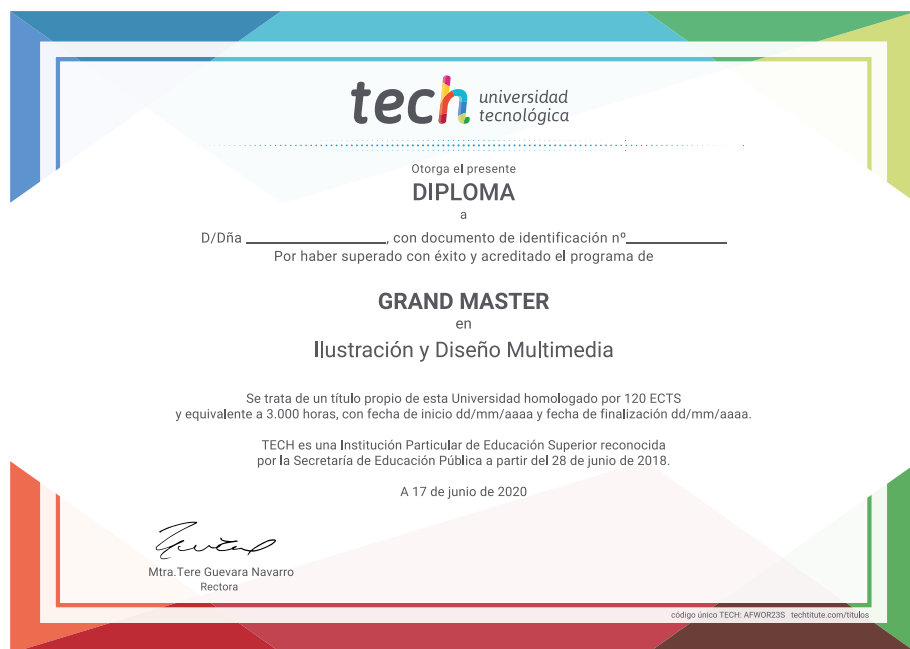 tech universidad
tecnológica
Otorga el presente
DIPLOMA
a
D/Dña ____________________, con documento de identificación nº______________
Por haber superado con éxito y acreditado el programa de
GRAND MASTER
en
Ilustración y Diseño Multimedia
Se trata de un título propio de esta Universidad homologado por 120 ECTS
y equivalente a 3.000 horas, con fecha de inicio dd/mm/aaaa y fecha de finalización dd/mm/aaaa.
TECH es una Institución Particular de Educación Superior reconocida
por la Secretaría de Educación Pública a partir del 28 de junio de 2018.
A 17 de junio de 2020
Mtra.Tere Guevara Navarro
Rectora
código único TECH: AFWOR23S techtitute.com/títulos